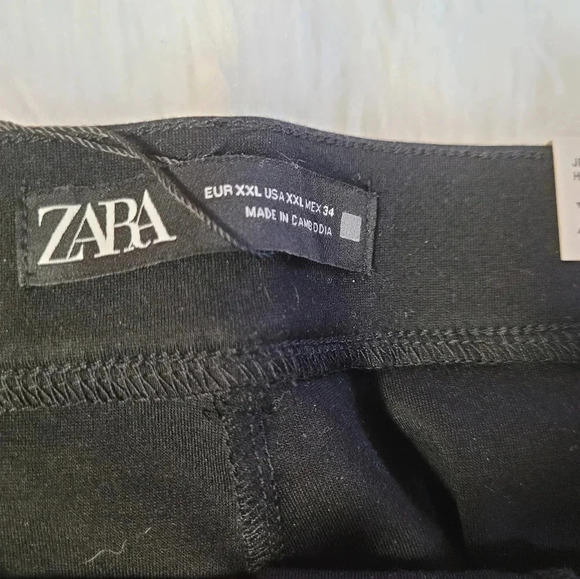 ZARA
EUR XXL USA XXL MEX 34
MADE IN CAMBODIA